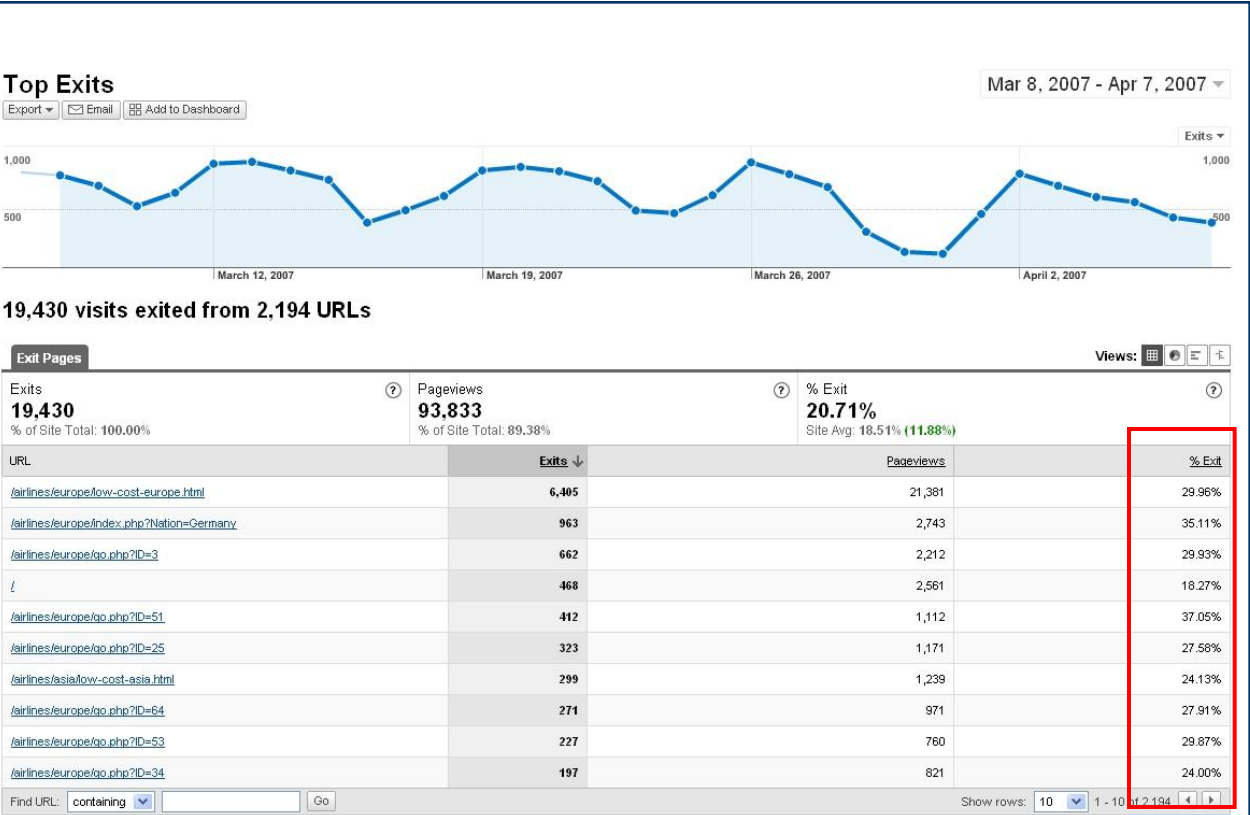 Top Exits
Mar 8, 2007 - Apr 7, 2007
Export Email Add to Dashboard
Exits
1,000 1,000
500 500
March 12, 2007 March 19, 2007 March 26, 2007 April 2, 2007
19,430 visits exited from 2,194 URLs
Exit Pages Views:
Exits ? Pageviews ? % Exit ?
19,430 93,833 20.71%
% of Site Total: 100.00% % of Site Total: 89.38% Site Avg: 18.51% (11.88%)
URL Exits Pageviews % Exit
/airlines/europe/low-cost-europe.html 6,405 21,381 29.96%
/airlines/europe/index.php?Nation=Germany 963 2,743 35.11%
/airlines/europe/go.php?ID=3 662 2,212 29.93%
/ 468 2,561 18.27%
/airlines/europe/go.php?ID=51 412 1,112 37.05%
/airlines/europe/go.php?ID=25 323 1,171 27.58%
/airlines/asia/low-cost-asia.html 299 1,239 24.13%
/airlines/europe/go.php?ID=64 271 971 27.91%
/airlines/europe/go.php?ID=53 227 760 29.87%
/airlines/europe/go.php?ID=34 197 821 24.00%
Find URL: containing Go Show rows: 10 1 - 10 of 2,194